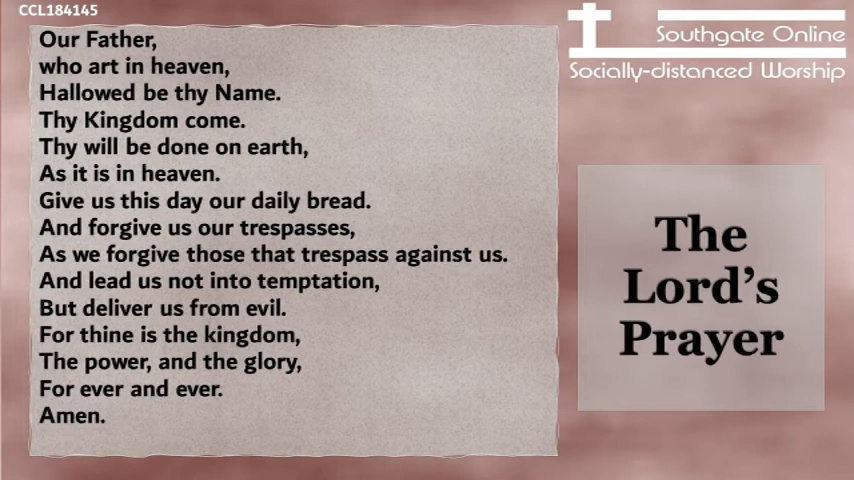 CCL184145
Our Father,
who art in heaven,
Hallowed be thy Name.
Thy Kingdom come.
Thy will be done on earth,
As it is in heaven.
Give us this day our daily bread.
And forgive us our trespasses,
As we forgive those that trespass against us.
And lead us not into temptation,
But deliver us from evil.
For thine is the kingdom,
The power, and the glory,
For ever and ever.
Amen.
Southgate Online
Socially-distanced Worship
The
Lord's
Prayer